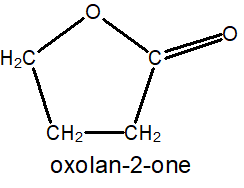 O
O
H₂C
C
CH₂
CH₂
oxolan-2-one